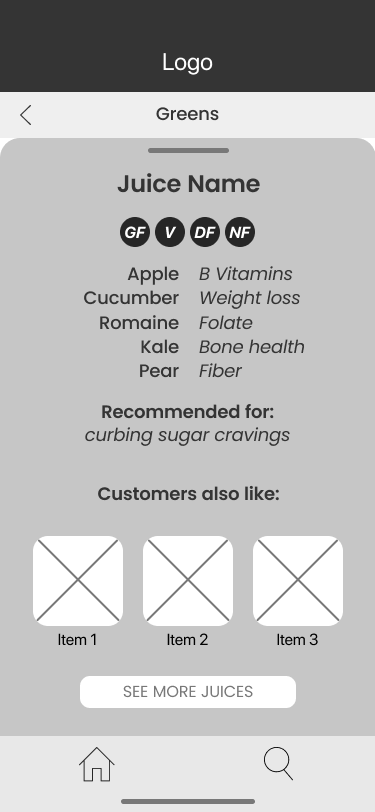 Logo
Greens
Juice Name
GF V DF NF
Apple B Vitamins
Cucumber Weight loss
Romaine Folate
Kale Bone health
Pear Fiber
Recommended for:
curbing sugar cravings
Customers also like:
Item 1 Item 2 Item 3
SEE MORE JUICES